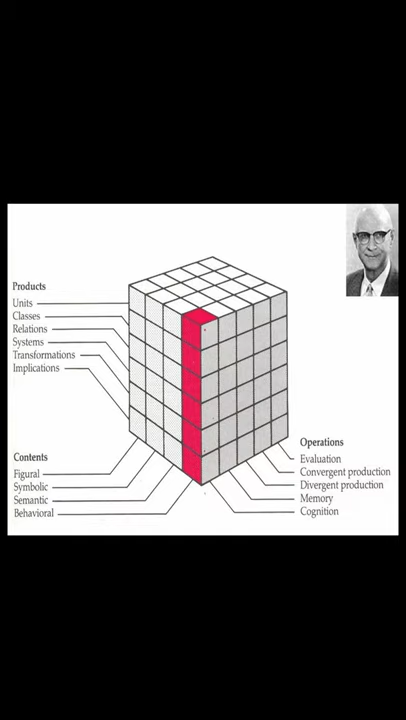 Products
Units
Classes
Relations
Systems
Transformations
Implications
Contents
Figural
Symbolic
Semantic
Behavioral
Operations
Evaluation
Convergent production
Divergent production
Memory
Cognition